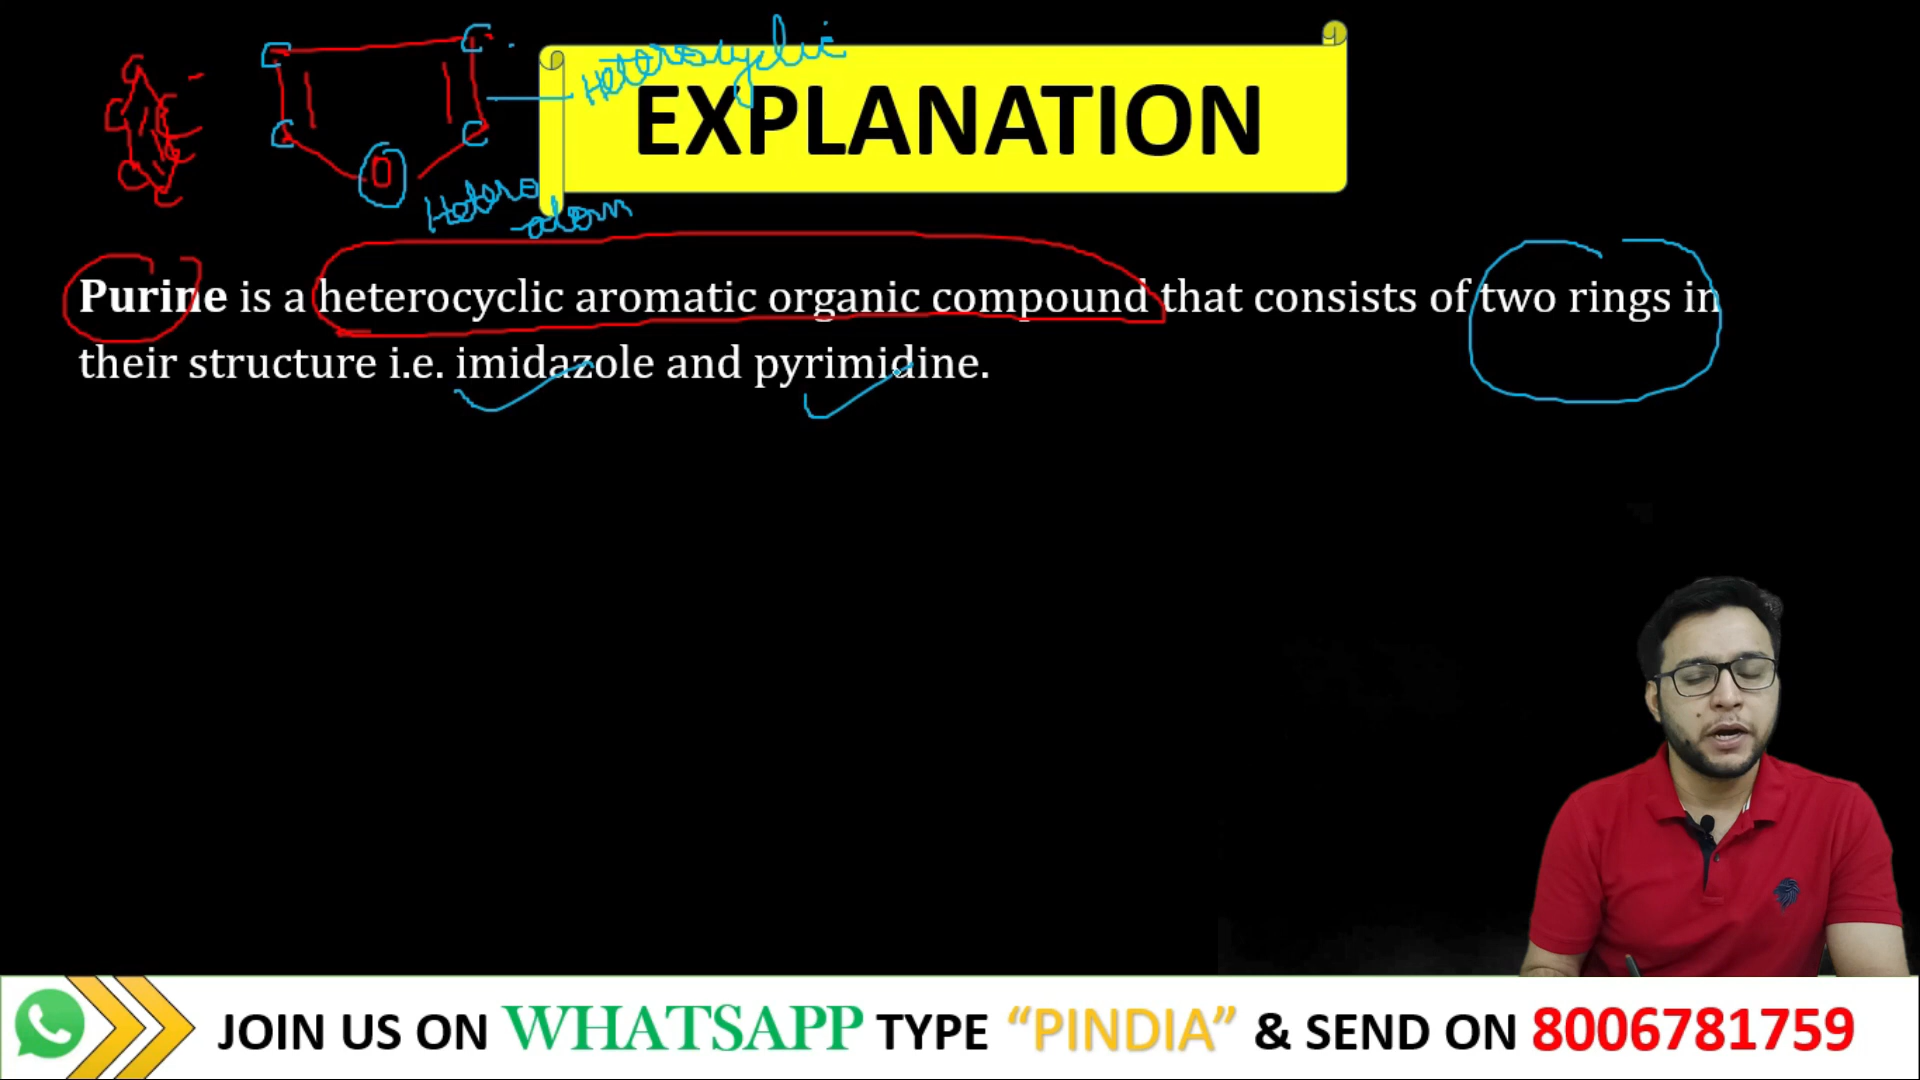 C C
Heterocyclic
C C
O
Hetero
atom
EXPLANATION
Purine is a heterocyclic aromatic organic compound that consists of two rings in
their structure i.e. imidazole and pyrimidine.
JOIN US ON WHATSAPP TYPE “PINDIA” & SEND ON 8006781759